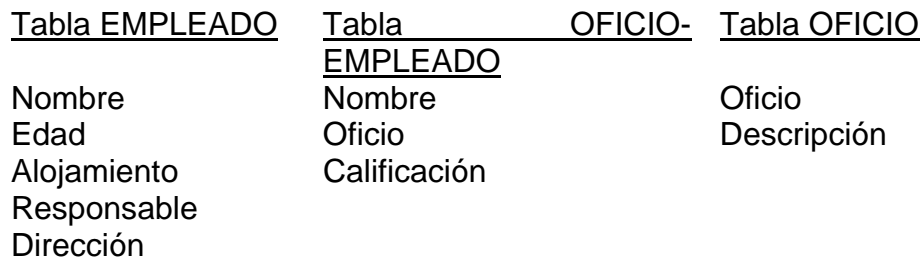 Tabla EMPLEADO
Tabla OFICIO-
EMPLEADO
Tabla OFICIO
Nombre
Edad
Alojamiento
Responsable
Dirección
Nombre
Oficio
Calificación
Oficio
Descripción